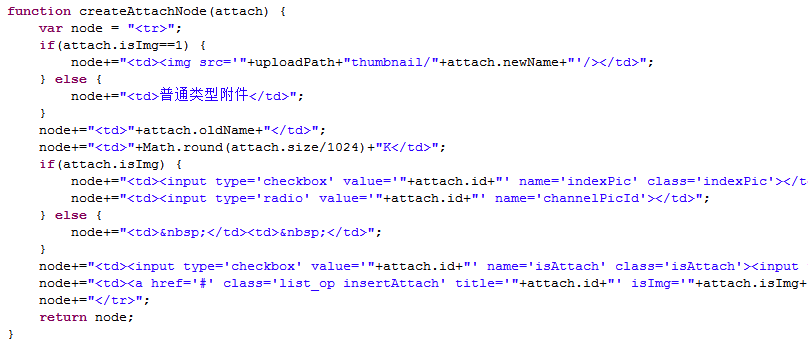 function createAttachNode(attach) {
var node = "<tr>";
if(attach.isImg==1) {
node+="<td><img src='"+uploadPath+"thumbnail/"+attach.newName+"'/></td>";
} else {
node+="<td>普通类型附件</td>";
}
node+="<td>"+attach.oldName+"</td>";
node+="<td>"+Math.round(attach.size/1024)+"K</td>";
if(attach.isImg) {
node+="<td><input type='checkbox' value='"+attach.id+"' name='indexPic' class='indexPic'></t
node+="<td><input type='radio' value='"+attach.id+"' name='channelPicId'></td>";
} else {
node+="<td>&nbsp;</td><td>&nbsp;</td>";
}
node+="<td><input type='checkbox' value='"+attach.id+"' name='isAttach' class='isAttach'><input
node+="<td><a href='#' class='list_op insertAttach' title='"+attach.id+"' isImg='"+attach.isImg+
node+="</tr>";
return node;
}